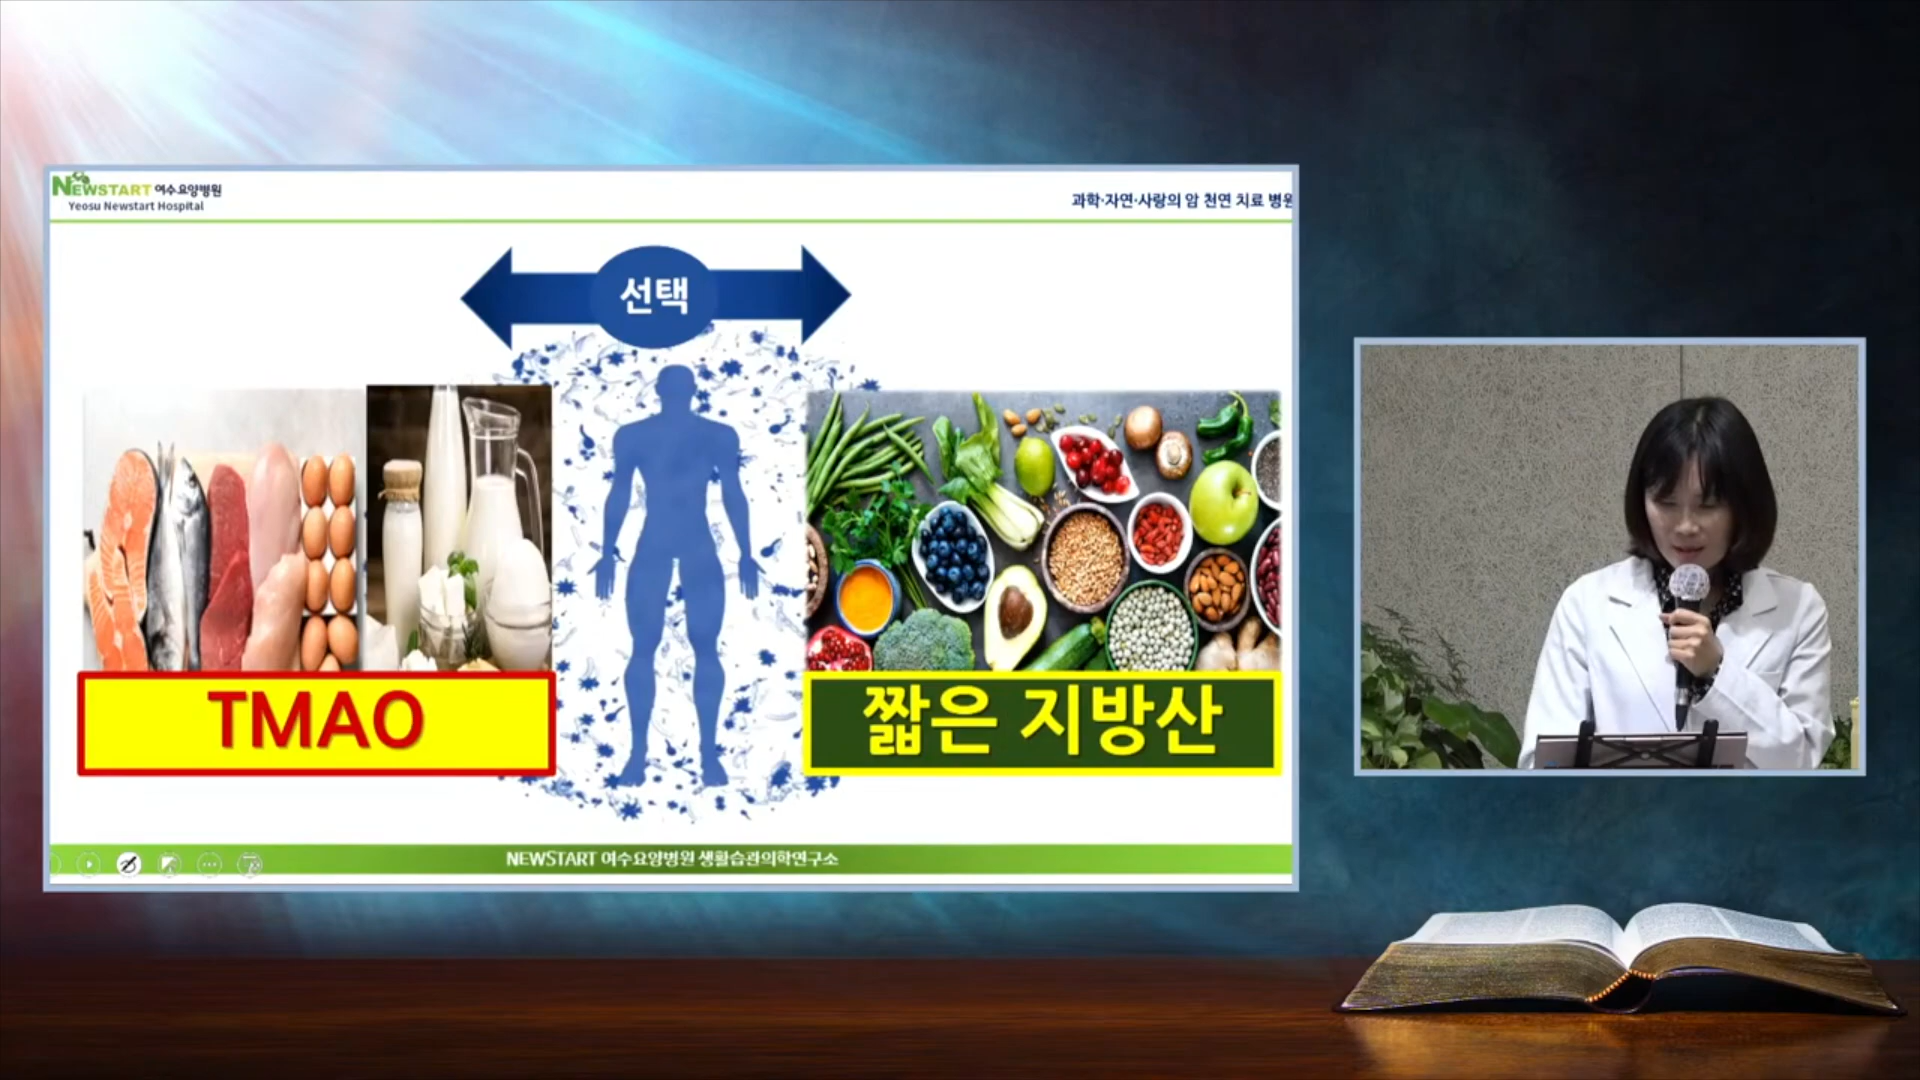 NEWSTART 여수요양병원
Yeosu Newstart Hospital
과학·자연·사랑의 암 천연 치료 병원
선택
TMAO
짧은 지방산
NEWSTART 여수요양병원 생활습관의학연구소